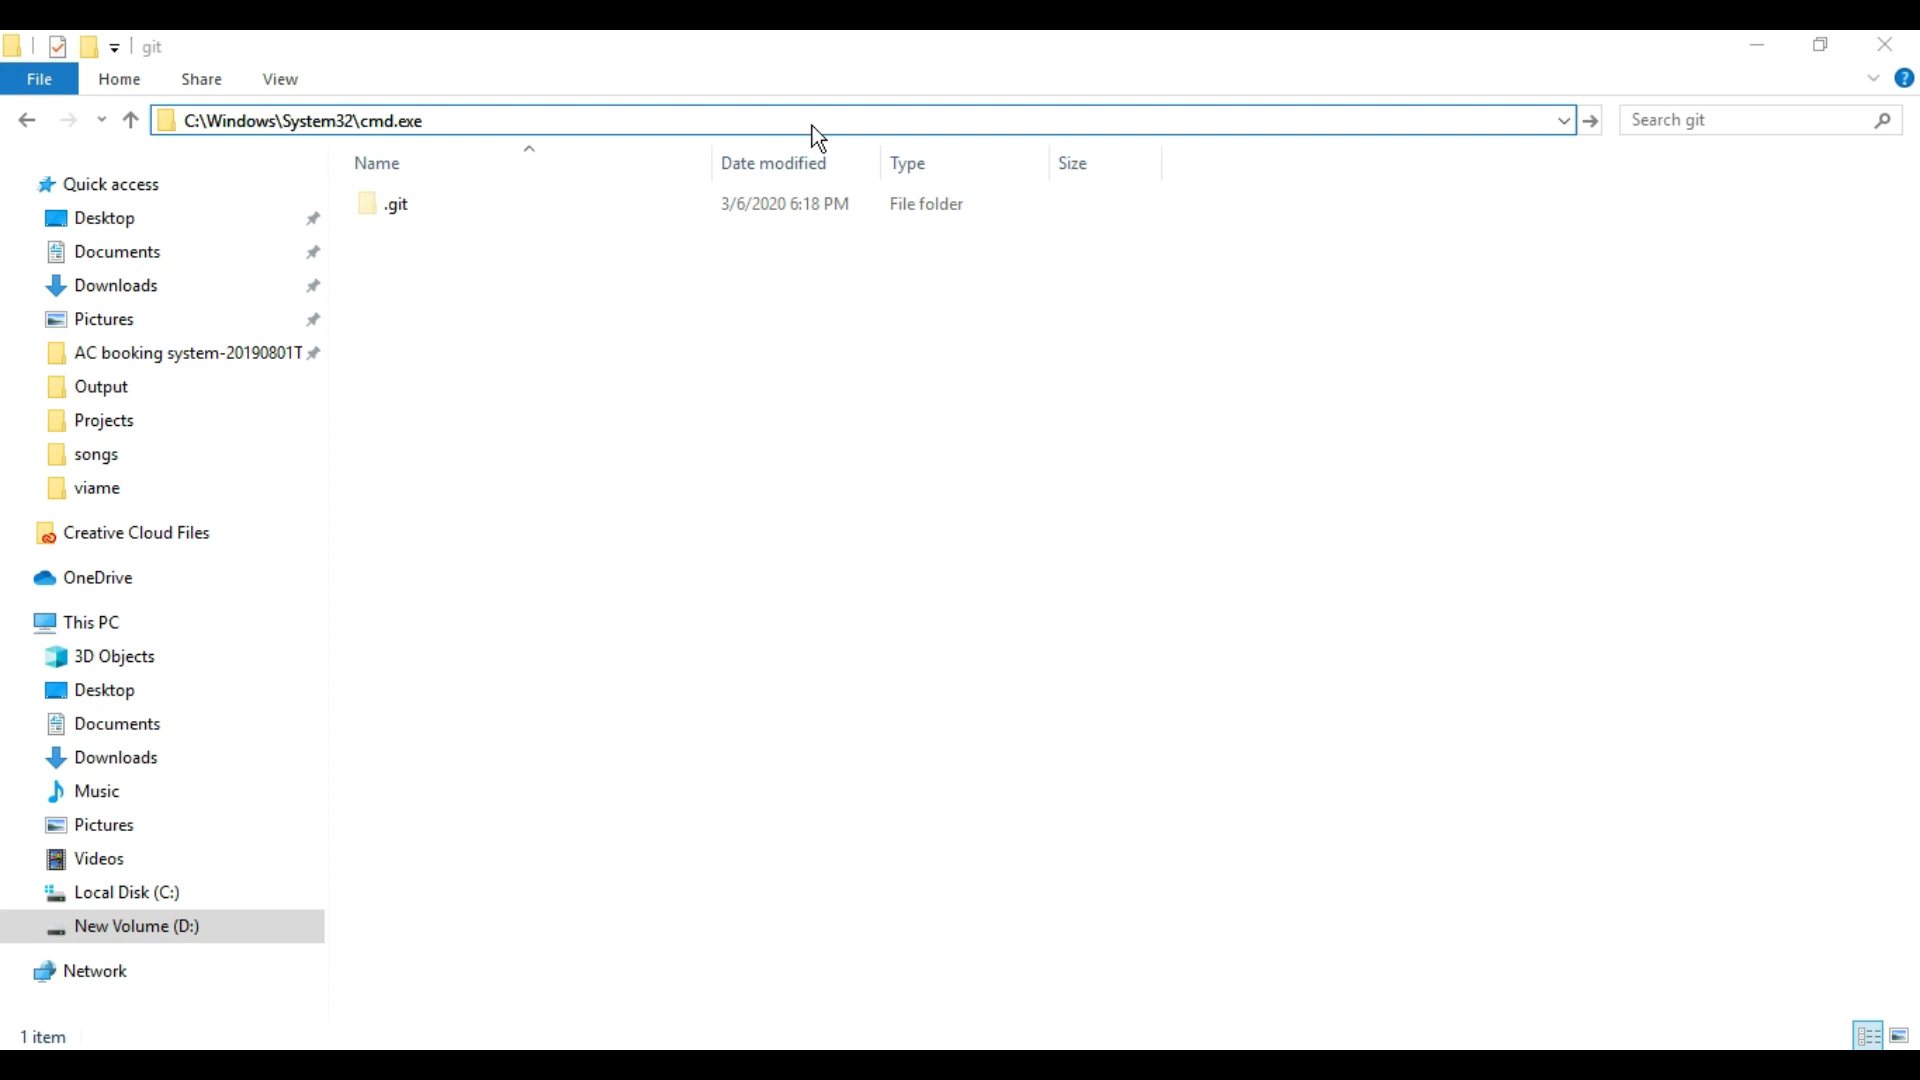 git
File Home Share View
C:\Windows\System32\cmd.exe
Search git
Name Date modified Type Size
.git 3/6/2020 6:18 PM File folder
Quick access
Desktop
Documents
Downloads
Pictures
AC booking system-20190801T
Output
Projects
songs
viame
Creative Cloud Files
OneDrive
This PC
3D Objects
Desktop
Documents
Downloads
Music
Pictures
Videos
Local Disk (C:)
New Volume (D:)
Network
1 item